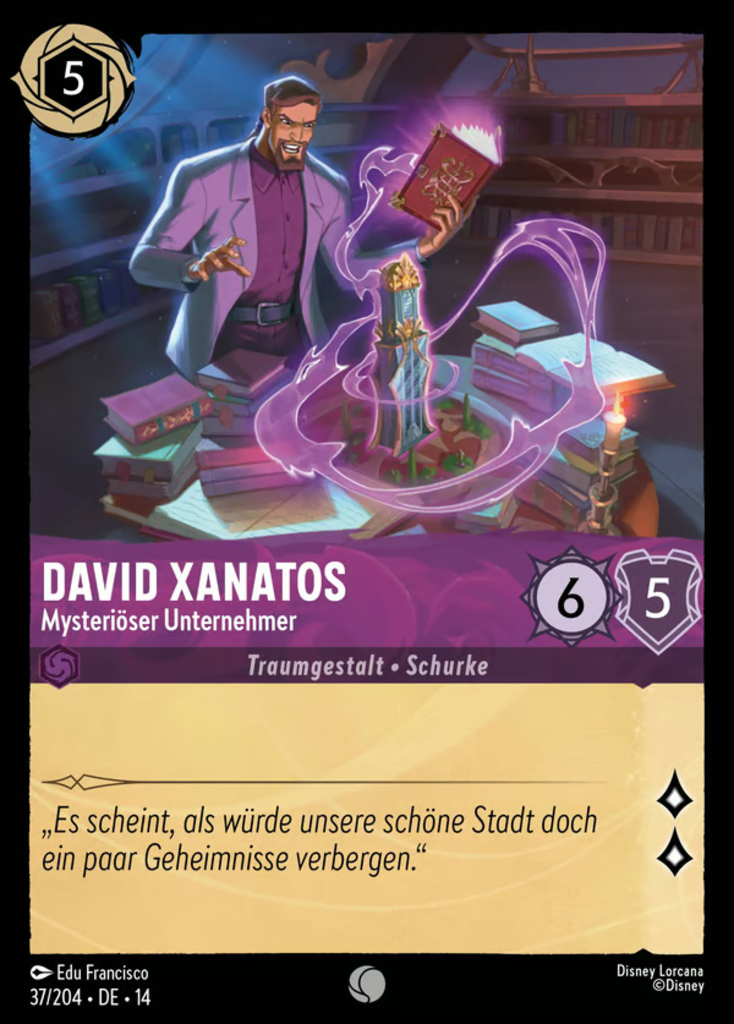 5
DAVID XANATOS
Mysteriöser Unternehmer
6
5
Traumgestalt • Schurke
„Es scheint, als würde unsere schöne Stadt doch
ein paar Geheimnisse verbergen.“
Edu Francisco
37/204 • DE • 14
Disney Lorcana
©Disney